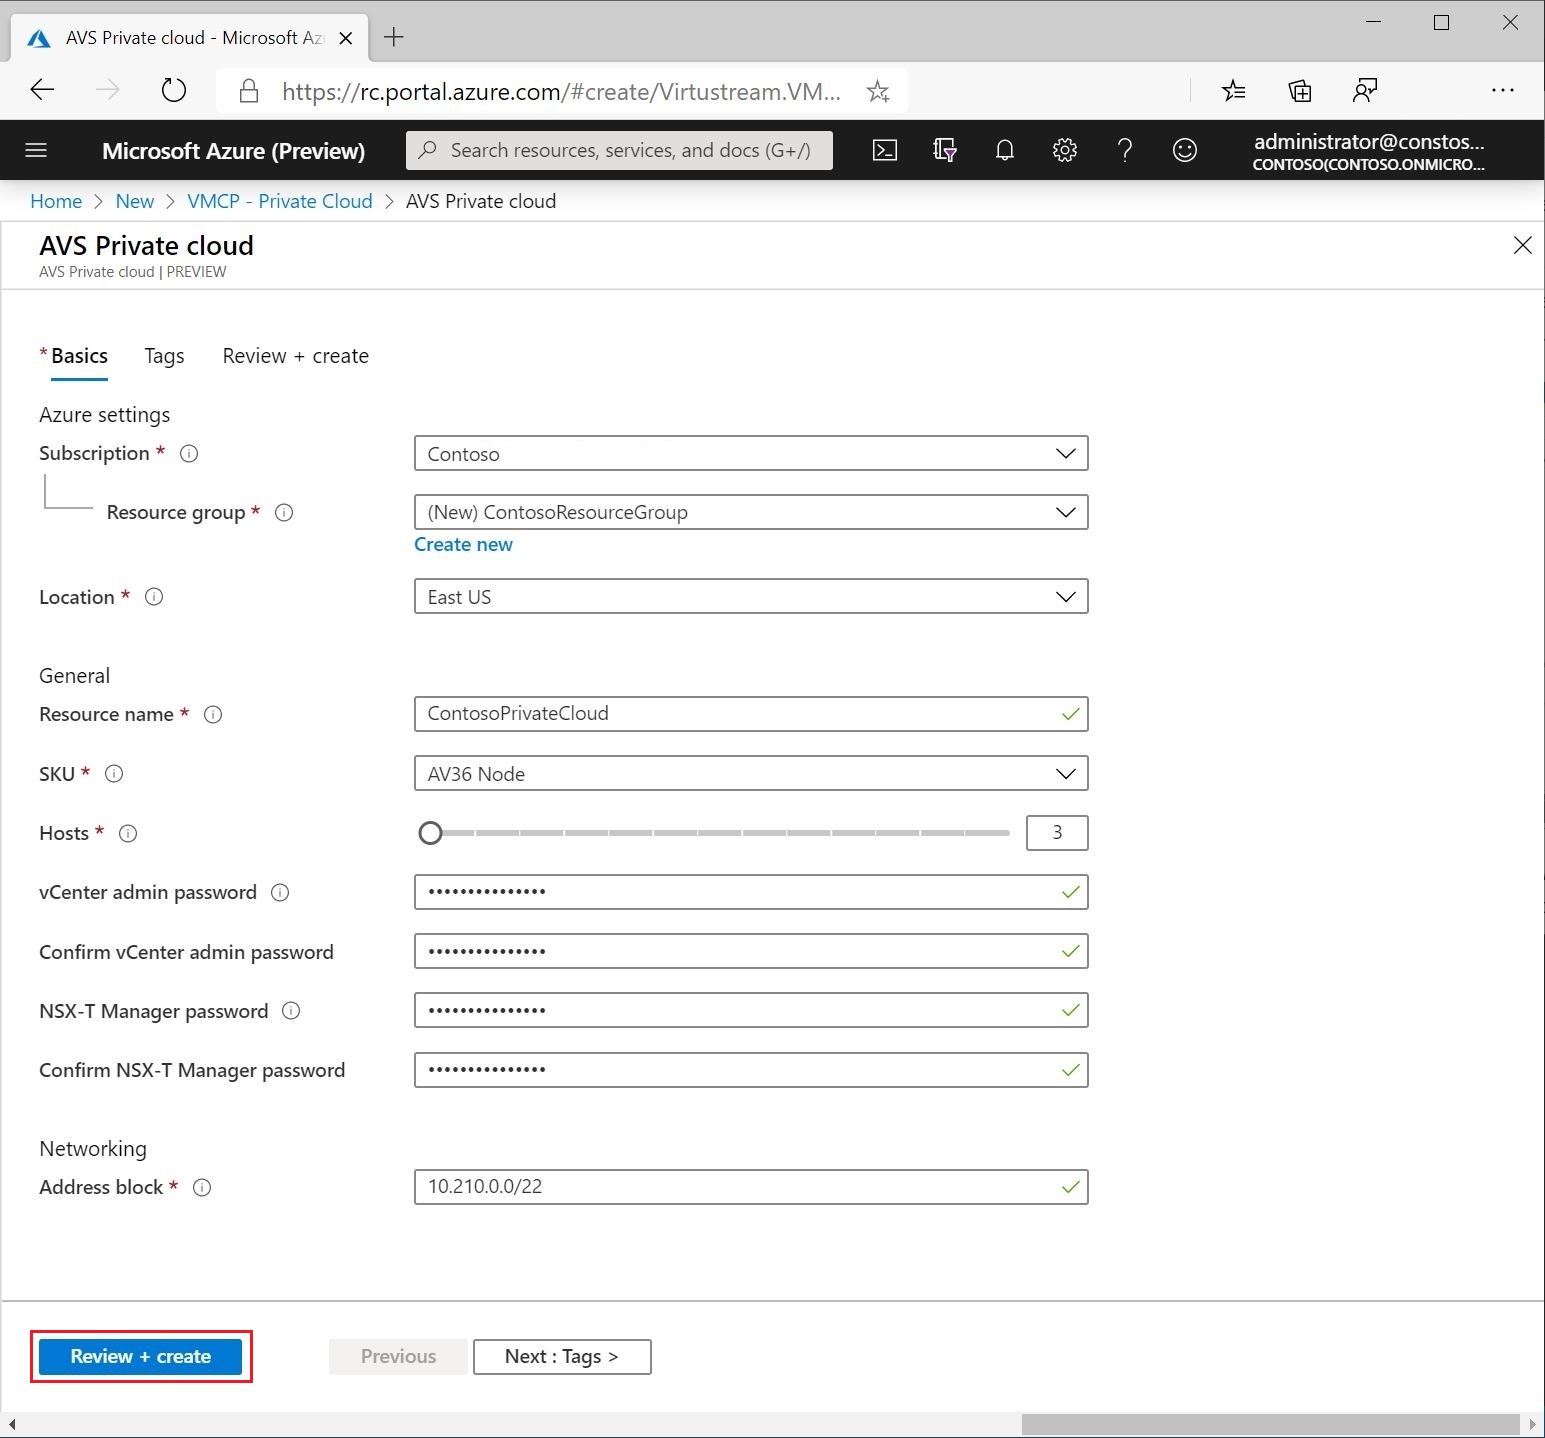 AVS Private cloud - Microsoft Az
https://rc.portal.azure.com/#create/Virtustream.VM...
Microsoft Azure (Preview)
Search resources, services, and docs (G+/)
administrator@constos...
CONTOSO(CONTOSO.ONMICRO...
Home > New > VMCP - Private Cloud > AVS Private cloud
AVS Private cloud
AVS Private cloud | PREVIEW
* Basics Tags Review + create
Azure settings
Subscription * Contoso
Resource group * (New) ContosoResourceGroup
Create new
Location * East US
General
Resource name * ContosoPrivateCloud
SKU * AV36 Node
Hosts * 3
vCenter admin password •••••••••••••••
Confirm vCenter admin password •••••••••••••••
NSX-T Manager password •••••••••••••••
Confirm NSX-T Manager password •••••••••••••••
Networking
Address block * 10.210.0.0/22
Review + create Previous Next : Tags >